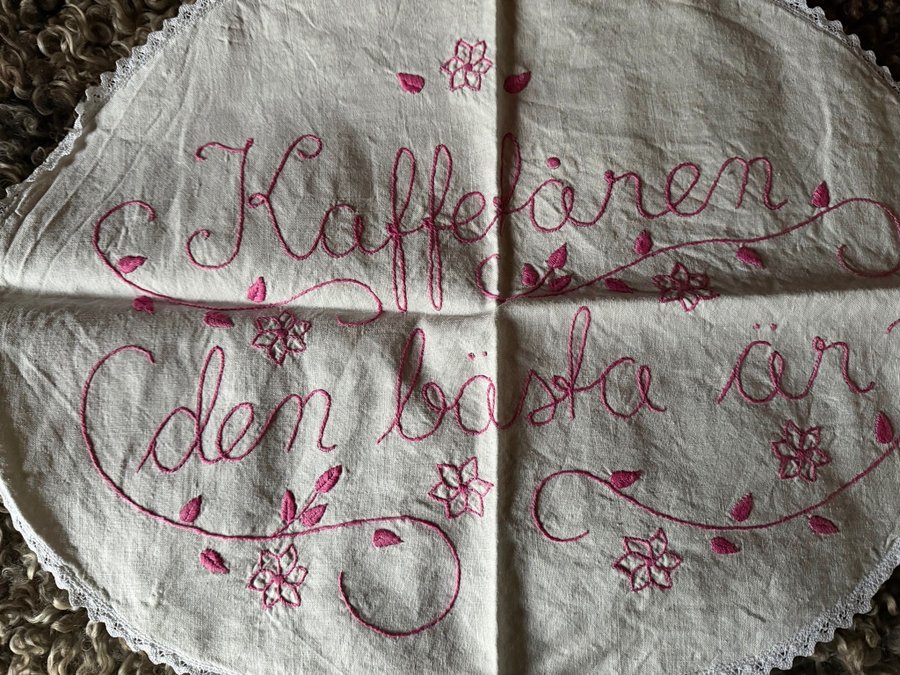 Kaffetåren
den bästa är